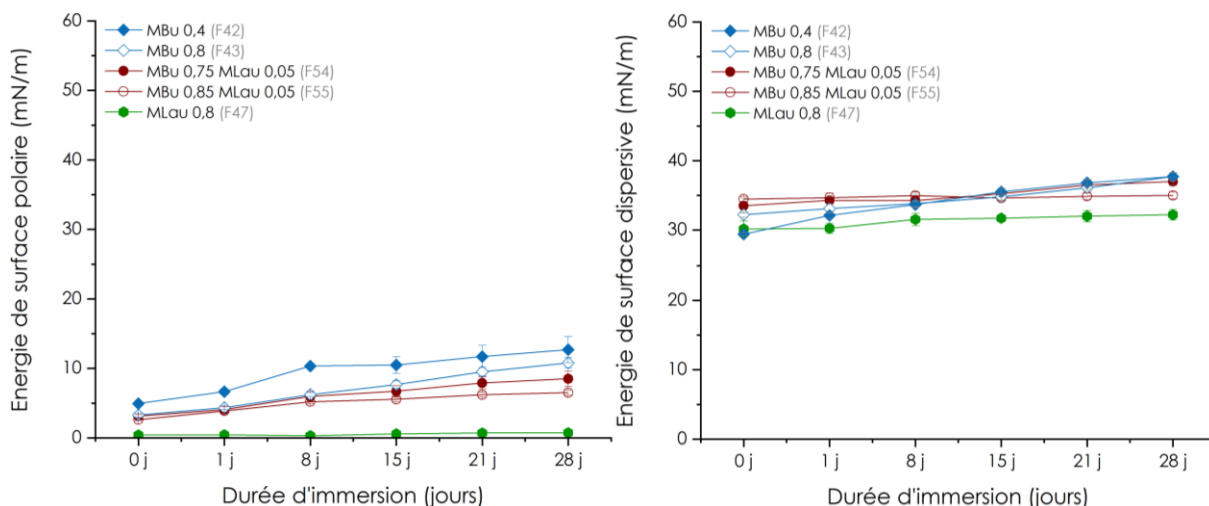 Energie de surface polaire (mN/m)
60
50
40
30
20
10
0
MBu 0,4 (F42)
MBu 0,8 (F43)
MBu 0,75 MLau 0,05 (F54)
MBu 0,85 MLau 0,05 (F55)
MLau 0,8 (F47)
0 j 1 j 8 j 15 j 21 j 28 j
Durée d'immersion (jours)
Energie de surface dispersive (mN/m)
60
50
40
30
20
10
0
MBu 0,4 (F42)
MBu 0,8 (F43)
MBu 0,75 MLau 0,05 (F54)
MBu 0,85 MLau 0,05 (F55)
MLau 0,8 (F47)
0 j 1 j 8 j 15 j 21 j 28 j
Durée d'immersion (jours)